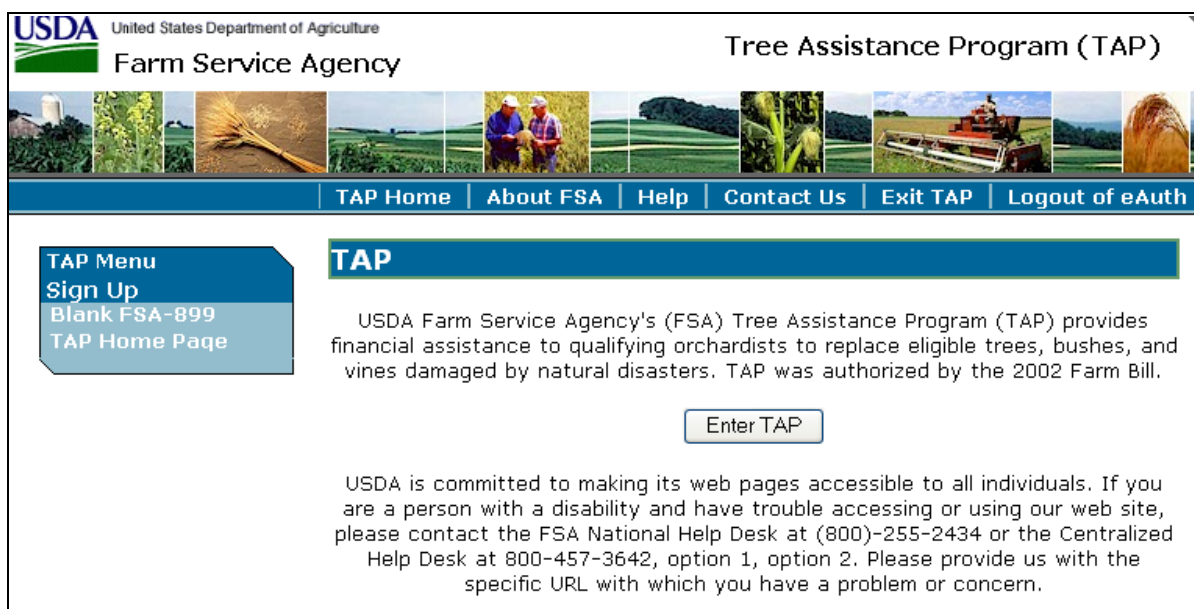 USDA United States Department of Agriculture
Farm Service Agency
Tree Assistance Program (TAP)
TAP Home | About FSA | Help | Contact Us | Exit TAP | Logout of eAuth
TAP Menu
Sign Up
Blank FSA-899
TAP Home Page
TAP
USDA Farm Service Agency's (FSA) Tree Assistance Program (TAP) provides
financial assistance to qualifying orchardists to replace eligible trees, bushes, and
vines damaged by natural disasters. TAP was authorized by the 2002 Farm Bill.
Enter TAP
USDA is committed to making its web pages accessible to all individuals. If you
are a person with a disability and have trouble accessing or using our web site,
please contact the FSA National Help Desk at (800)-255-2434 or the Centralized
Help Desk at 800-457-3642, option 1, option 2. Please provide us with the
specific URL with which you have a problem or concern.